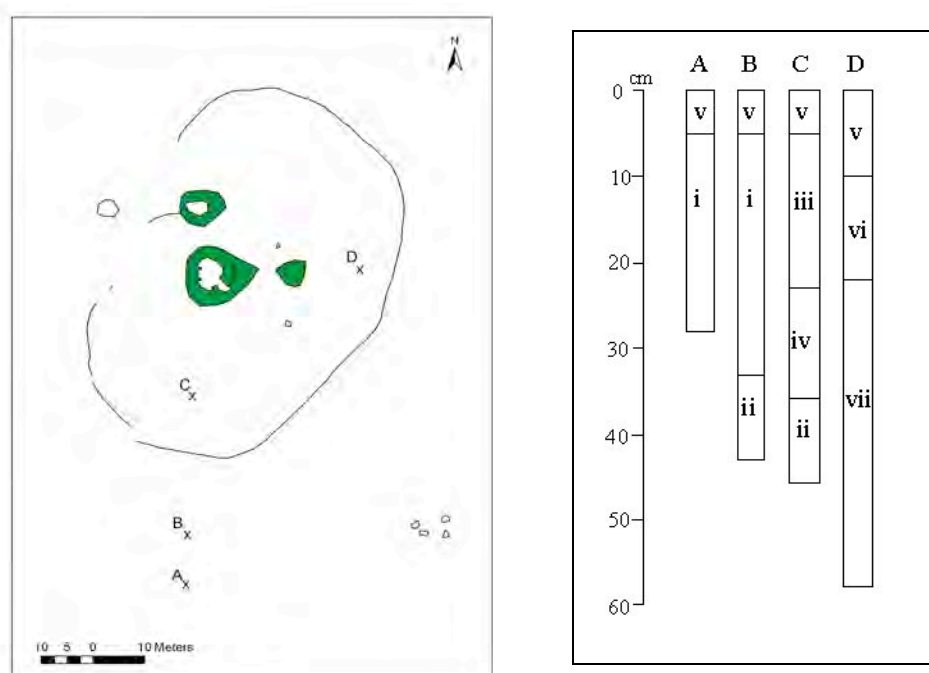 N
D
x
C
x
B
x
A
x
10 5 0 10 Meters
A B C D
cm
0
10
20
30
40
50
60
v v v v
i i iii vi
iv
ii ii vii